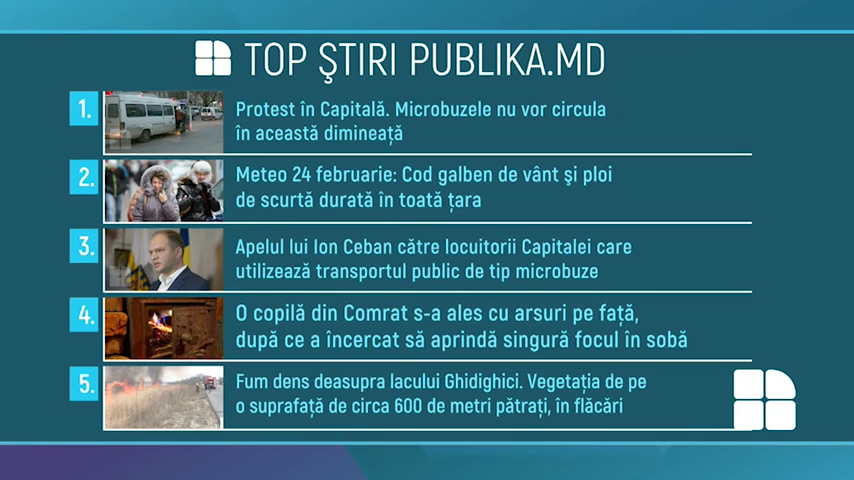 TOP ŞTIRI PUBLIKA.MD
1.
Protest în Capitală. Microbuzele nu vor circula
în această dimineață
2.
Meteo 24 februarie: Cod galben de vânt şi ploi
de scurtă durată în toată țara
3.
Apelul lui Ion Ceban către locuitorii Capitalei care
utilizează transportul public de tip microbuze
4.
O copilă din Comrat s-a ales cu arsuri pe față,
după ce a încercat să aprindă singură focul în sobă
5.
Fum dens deasupra lacului Ghidighici. Vegetația de pe
o suprafață de circa 600 de metri pătrați, în flăcări